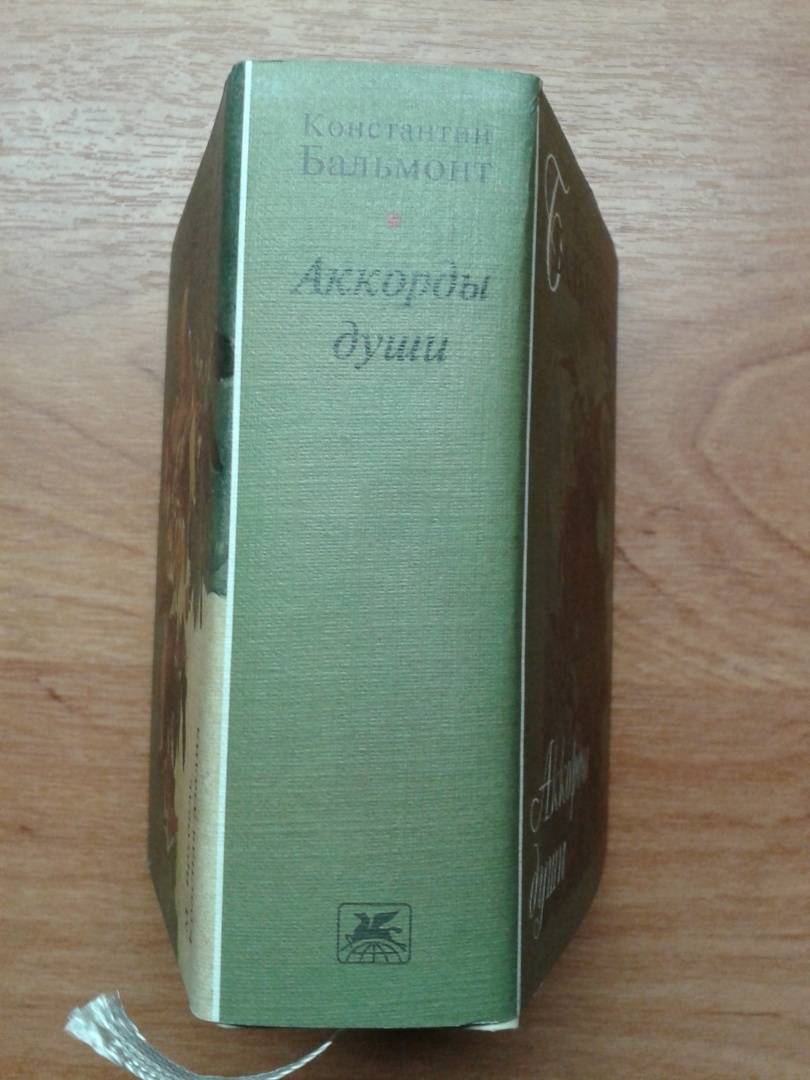 Константин
Бальмонт
Аккорды
души
Аккорды
души